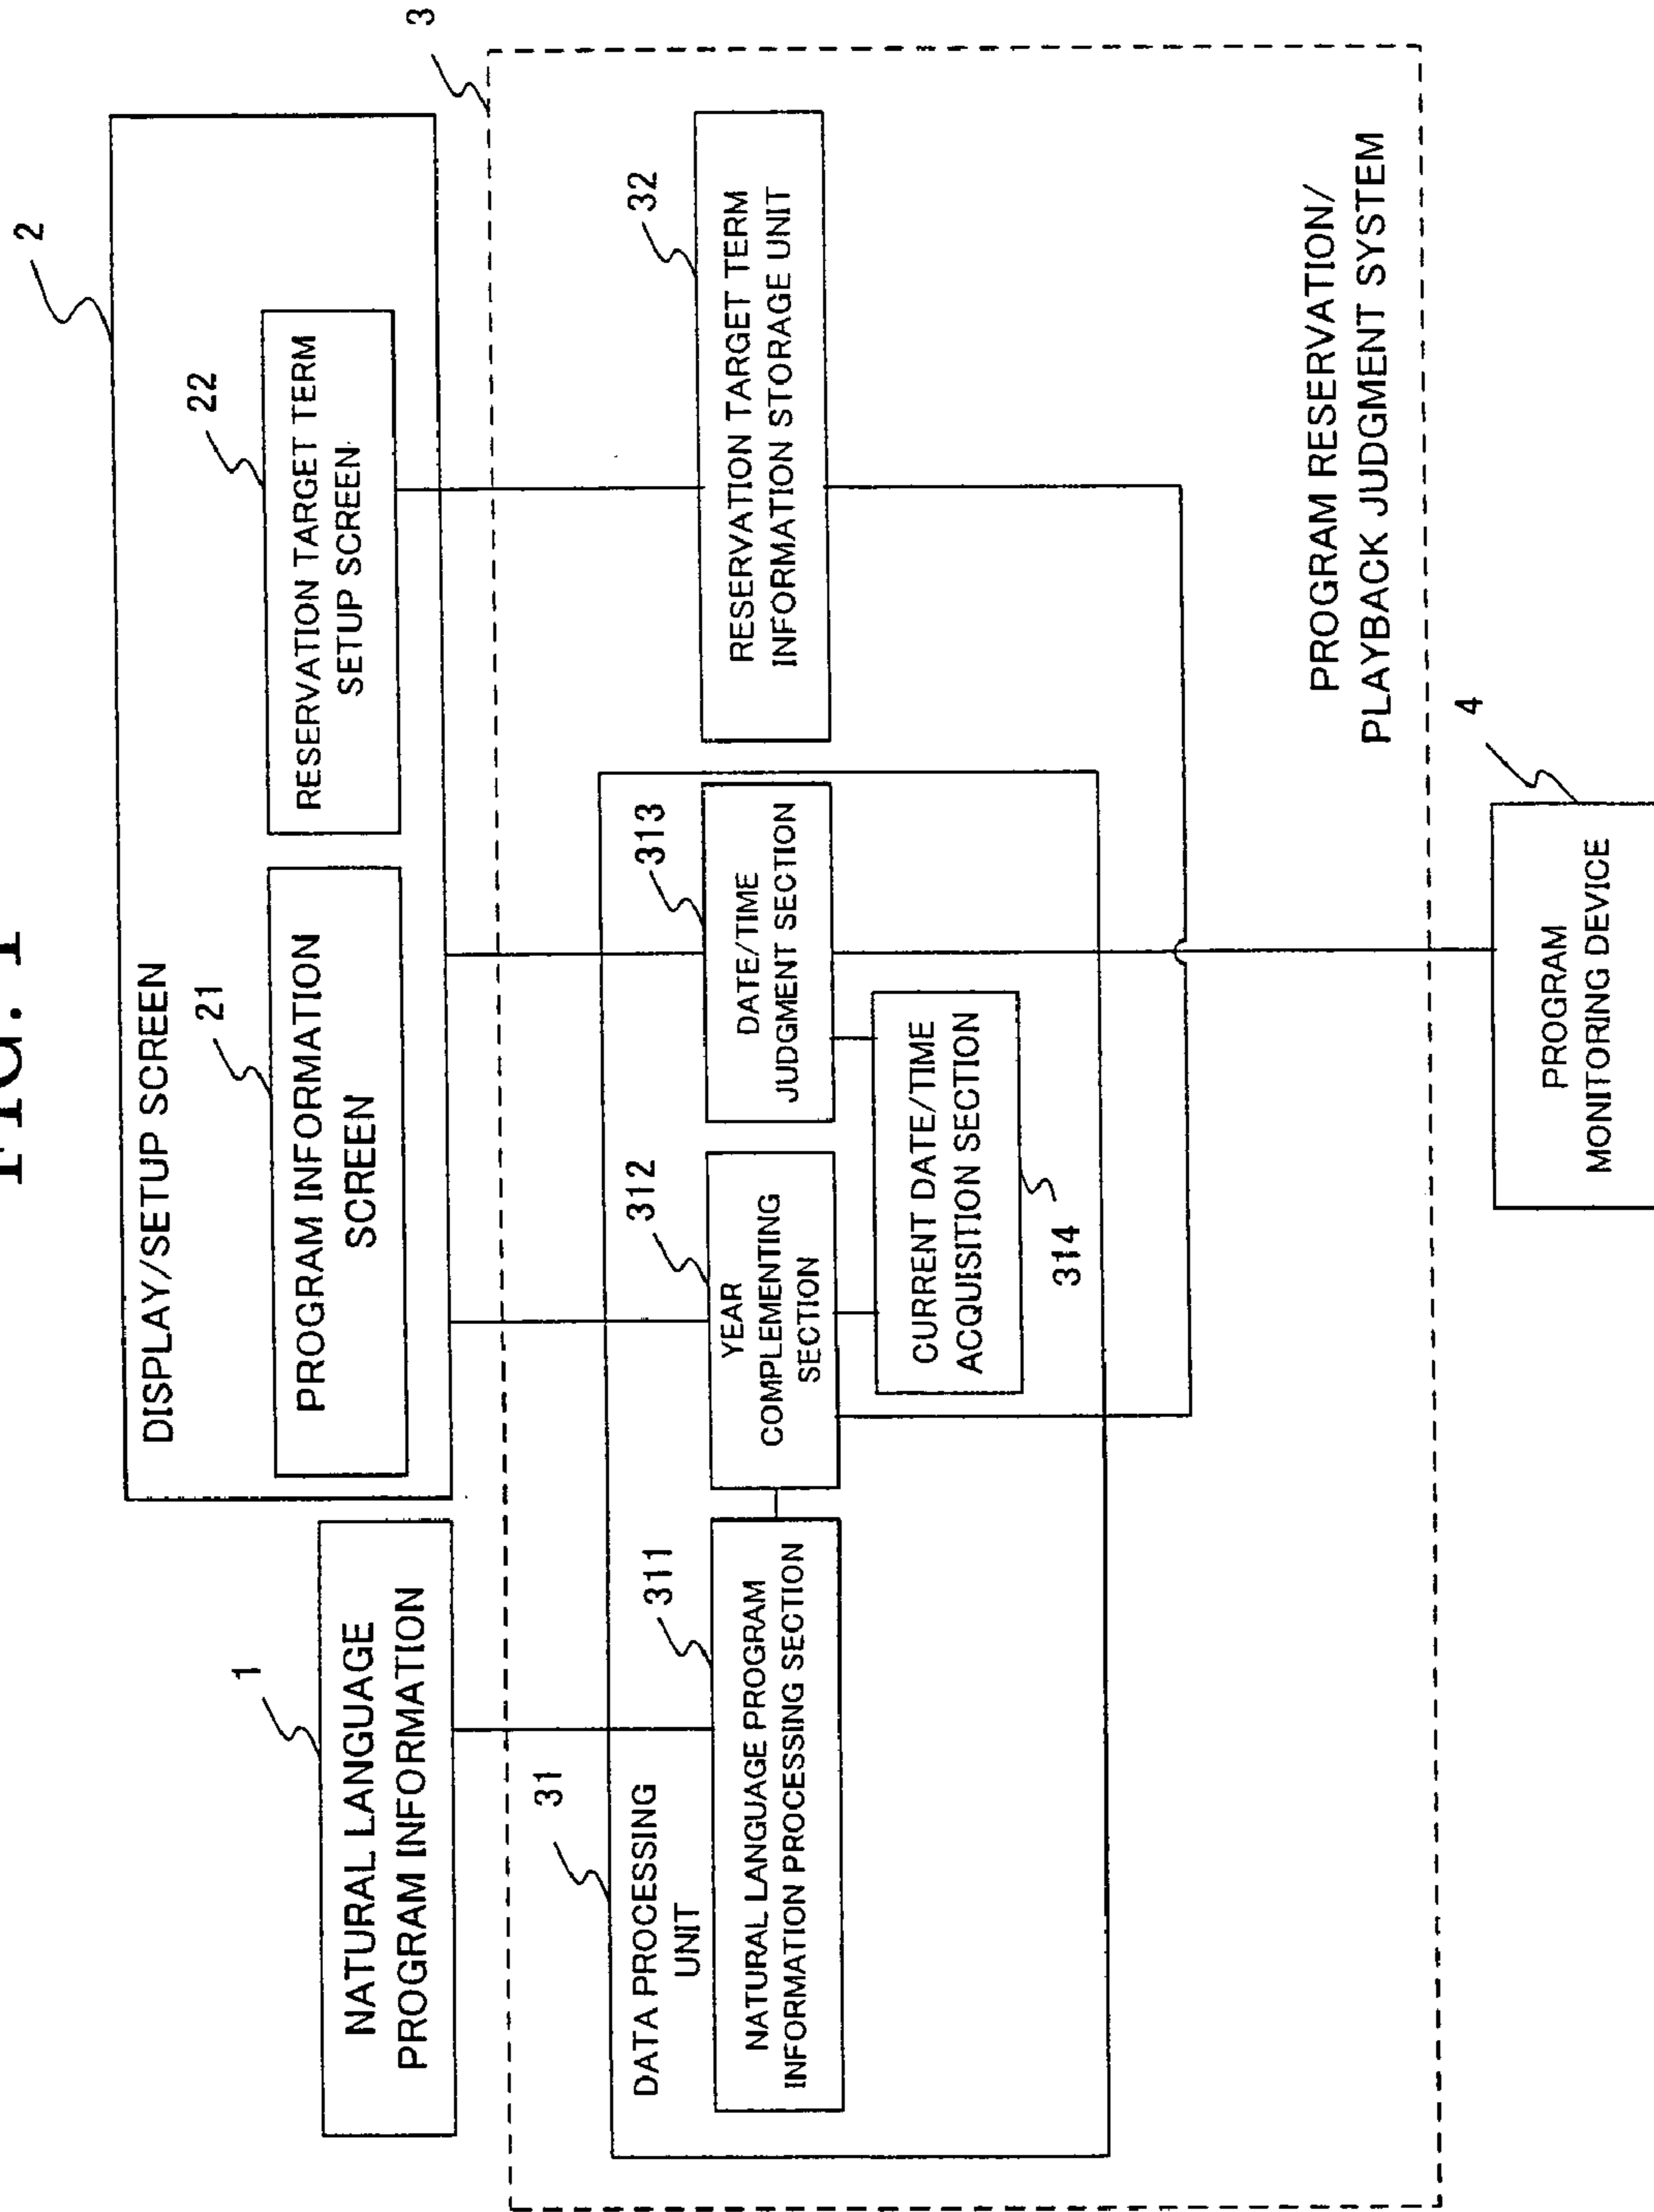 FIG. 1
1
NATURAL LANGUAGE
PROGRAM INFORMATION
2
DISPLAY/SETUP SCREEN
21
PROGRAM INFORMATION
SCREEN
22
RESERVATION TARGET TERM
SETUP SCREEN
3
31
DATA PROCESSING
UNIT
311
NATURAL LANGUAGE PROGRAM
INFORMATION PROCESSING SECTION
312
YEAR
COMPLEMENTING
SECTION
313
DATE/TIME
JUDGMENT SECTION
CURRENT DATE/TIME
ACQUISITION SECTION
314
32
RESERVATION TARGET TERM
INFORMATION STORAGE UNIT
PROGRAM RESERVATION/
PLAYBACK JUDGMENT SYSTEM
4
PROGRAM
MONITORING DEVICE